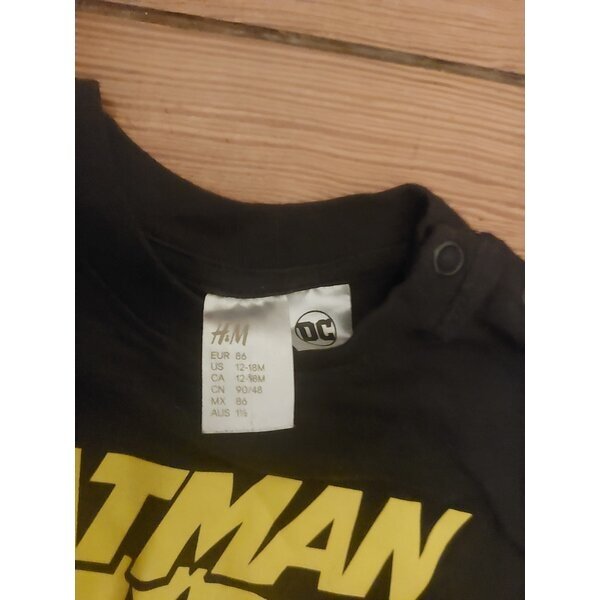 H&M
DC
EUR 86
US 12-18M
CA 12-18M
CN 90/48
MX 86
AUS 1½
ATMAN